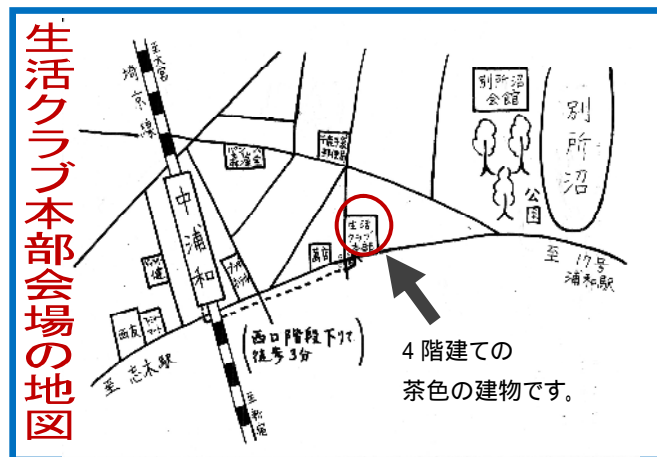 生活クラブ本部会場の地図
至大宮
埼京線
中浦和
別所沼
会館
別所沼
公園
生活
クラブ
本部
至 17号
浦和駅
西友
(西口階段下りて
徒歩3分)
至 志木駅
至新宿
4階建ての
茶色の建物です。